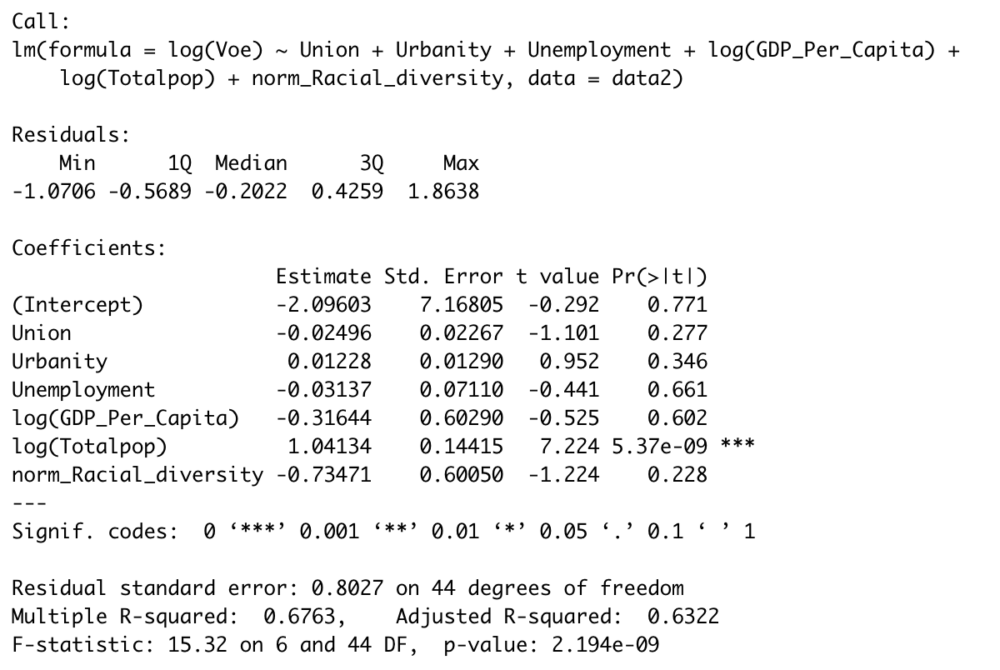 Call:
lm(formula = log(Voe) ~ Union + Urbanity + Unemployment + log(GDP_Per_Capita) +
    log(Totalpop) + norm_Racial_diversity, data = data2)

Residuals:
    Min      1Q  Median      3Q     Max
-1.0706 -0.5689 -0.2022  0.4259  1.8638

Coefficients:
                      Estimate Std. Error t value Pr(>|t|)
(Intercept)           -2.09603    7.16805  -0.292    0.771
Union                 -0.02496    0.02267  -1.101    0.277
Urbanity               0.01228    0.01290   0.952    0.346
Unemployment          -0.03137    0.07110  -0.441    0.661
log(GDP_Per_Capita)   -0.31644    0.60290  -0.525    0.602
log(Totalpop)          1.04134    0.14415   7.224 5.37e-09 ***
norm_Racial_diversity -0.73471    0.60050  -1.224    0.228
---
Signif. codes:  0 ‘***’ 0.001 ‘**’ 0.01 ‘*’ 0.05 ‘.’ 0.1 ‘ ’ 1

Residual standard error: 0.8027 on 44 degrees of freedom
Multiple R-squared:  0.6763,	Adjusted R-squared:  0.6322
F-statistic: 15.32 on 6 and 44 DF,  p-value: 2.194e-09